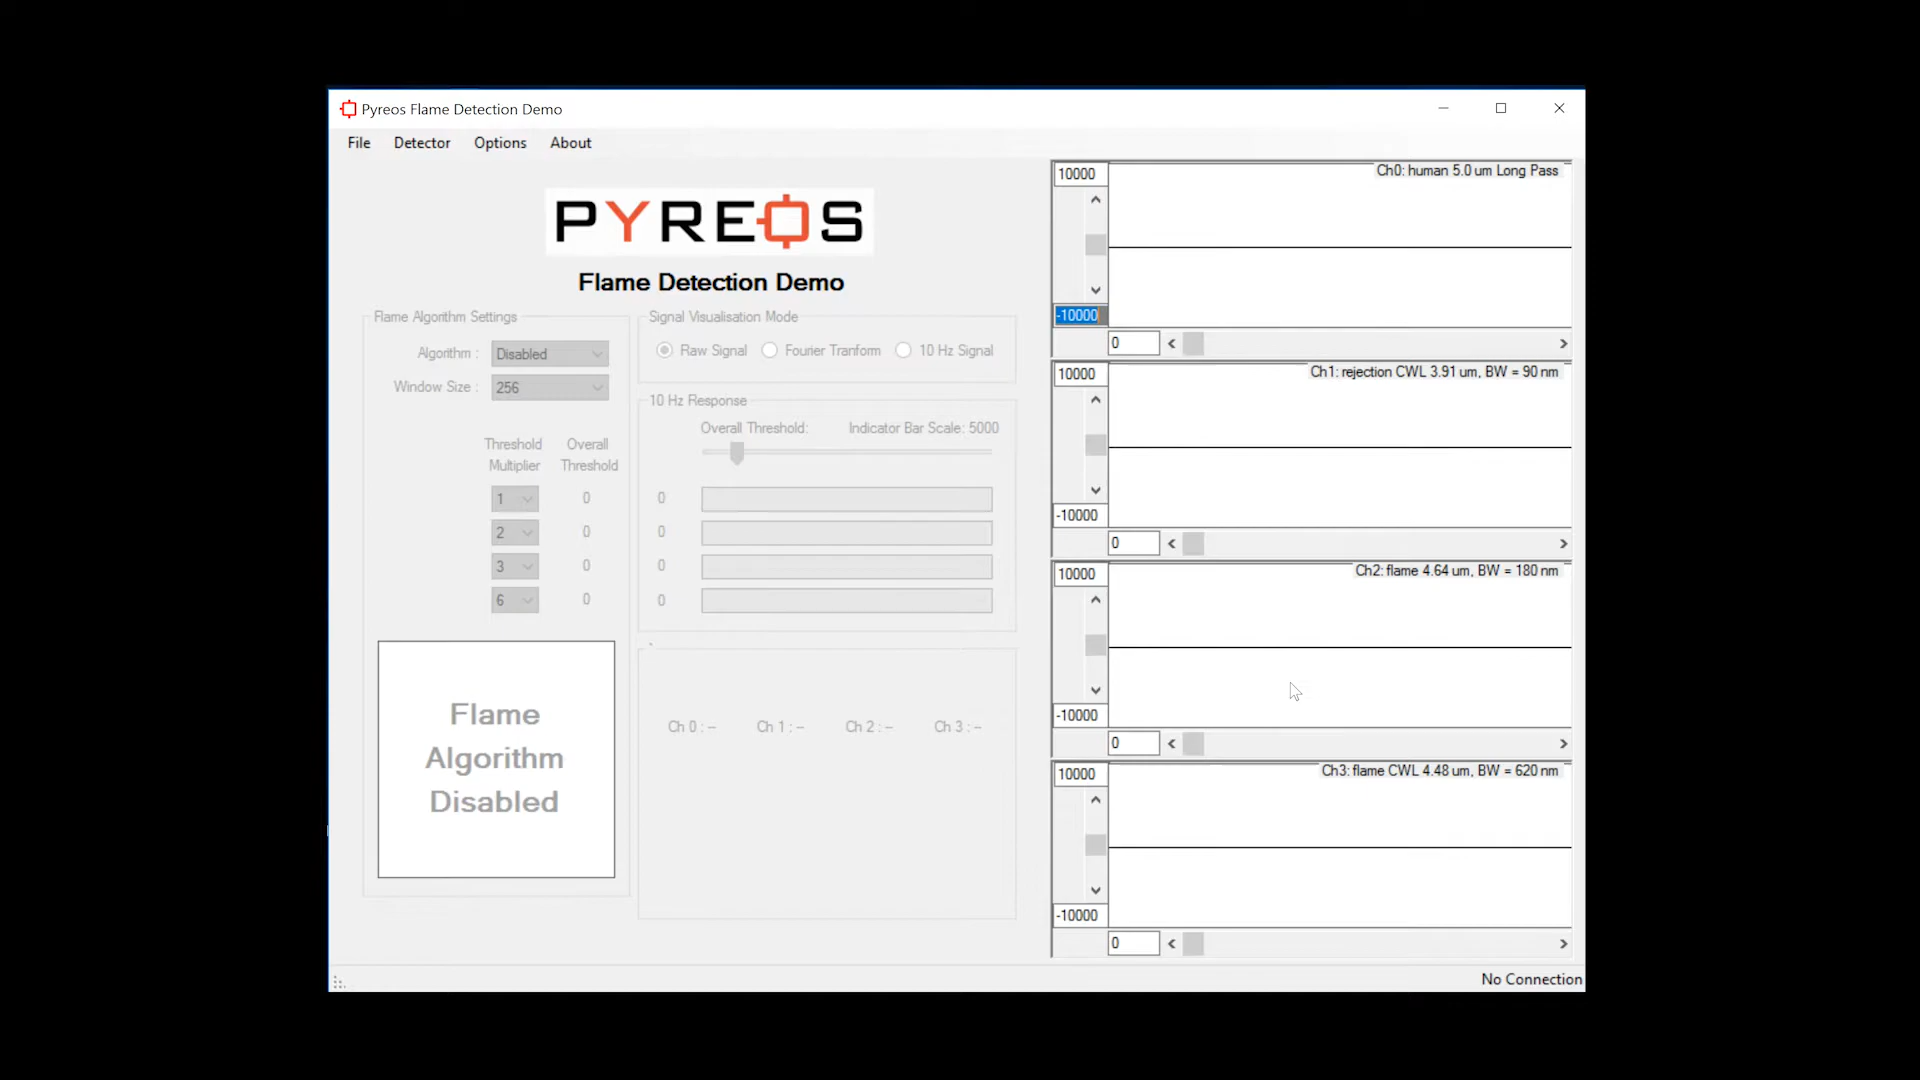 Pyreos Flame Detection Demo
File Detector Options About
PYREOS
Flame Detection Demo
Flame Algorithm Settings
Algorithm : Disabled
Window Size : 256
Threshold Multiplier Overall Threshold
1 0
2 0
3 0
6 0
Flame
Algorithm
Disabled
Signal Visualisation Mode
Raw Signal Fourier Tranform 10 Hz Signal
10 Hz Response
Overall Threshold: Indicator Bar Scale: 5000
0
0
0
0
Ch 0 : -- Ch 1 : -- Ch 2 : -- Ch 3 : --
10000 Ch0: human 5.0 um Long Pass
-10000
0
10000 Ch1: rejection CWL 3.91 um, BW = 90 nm
-10000
0
10000 Ch2: flame 4.64 um, BW = 180 nm
-10000
0
10000 Ch3: flame CWL 4.48 um, BW = 620 nm
-10000
0
No Connection